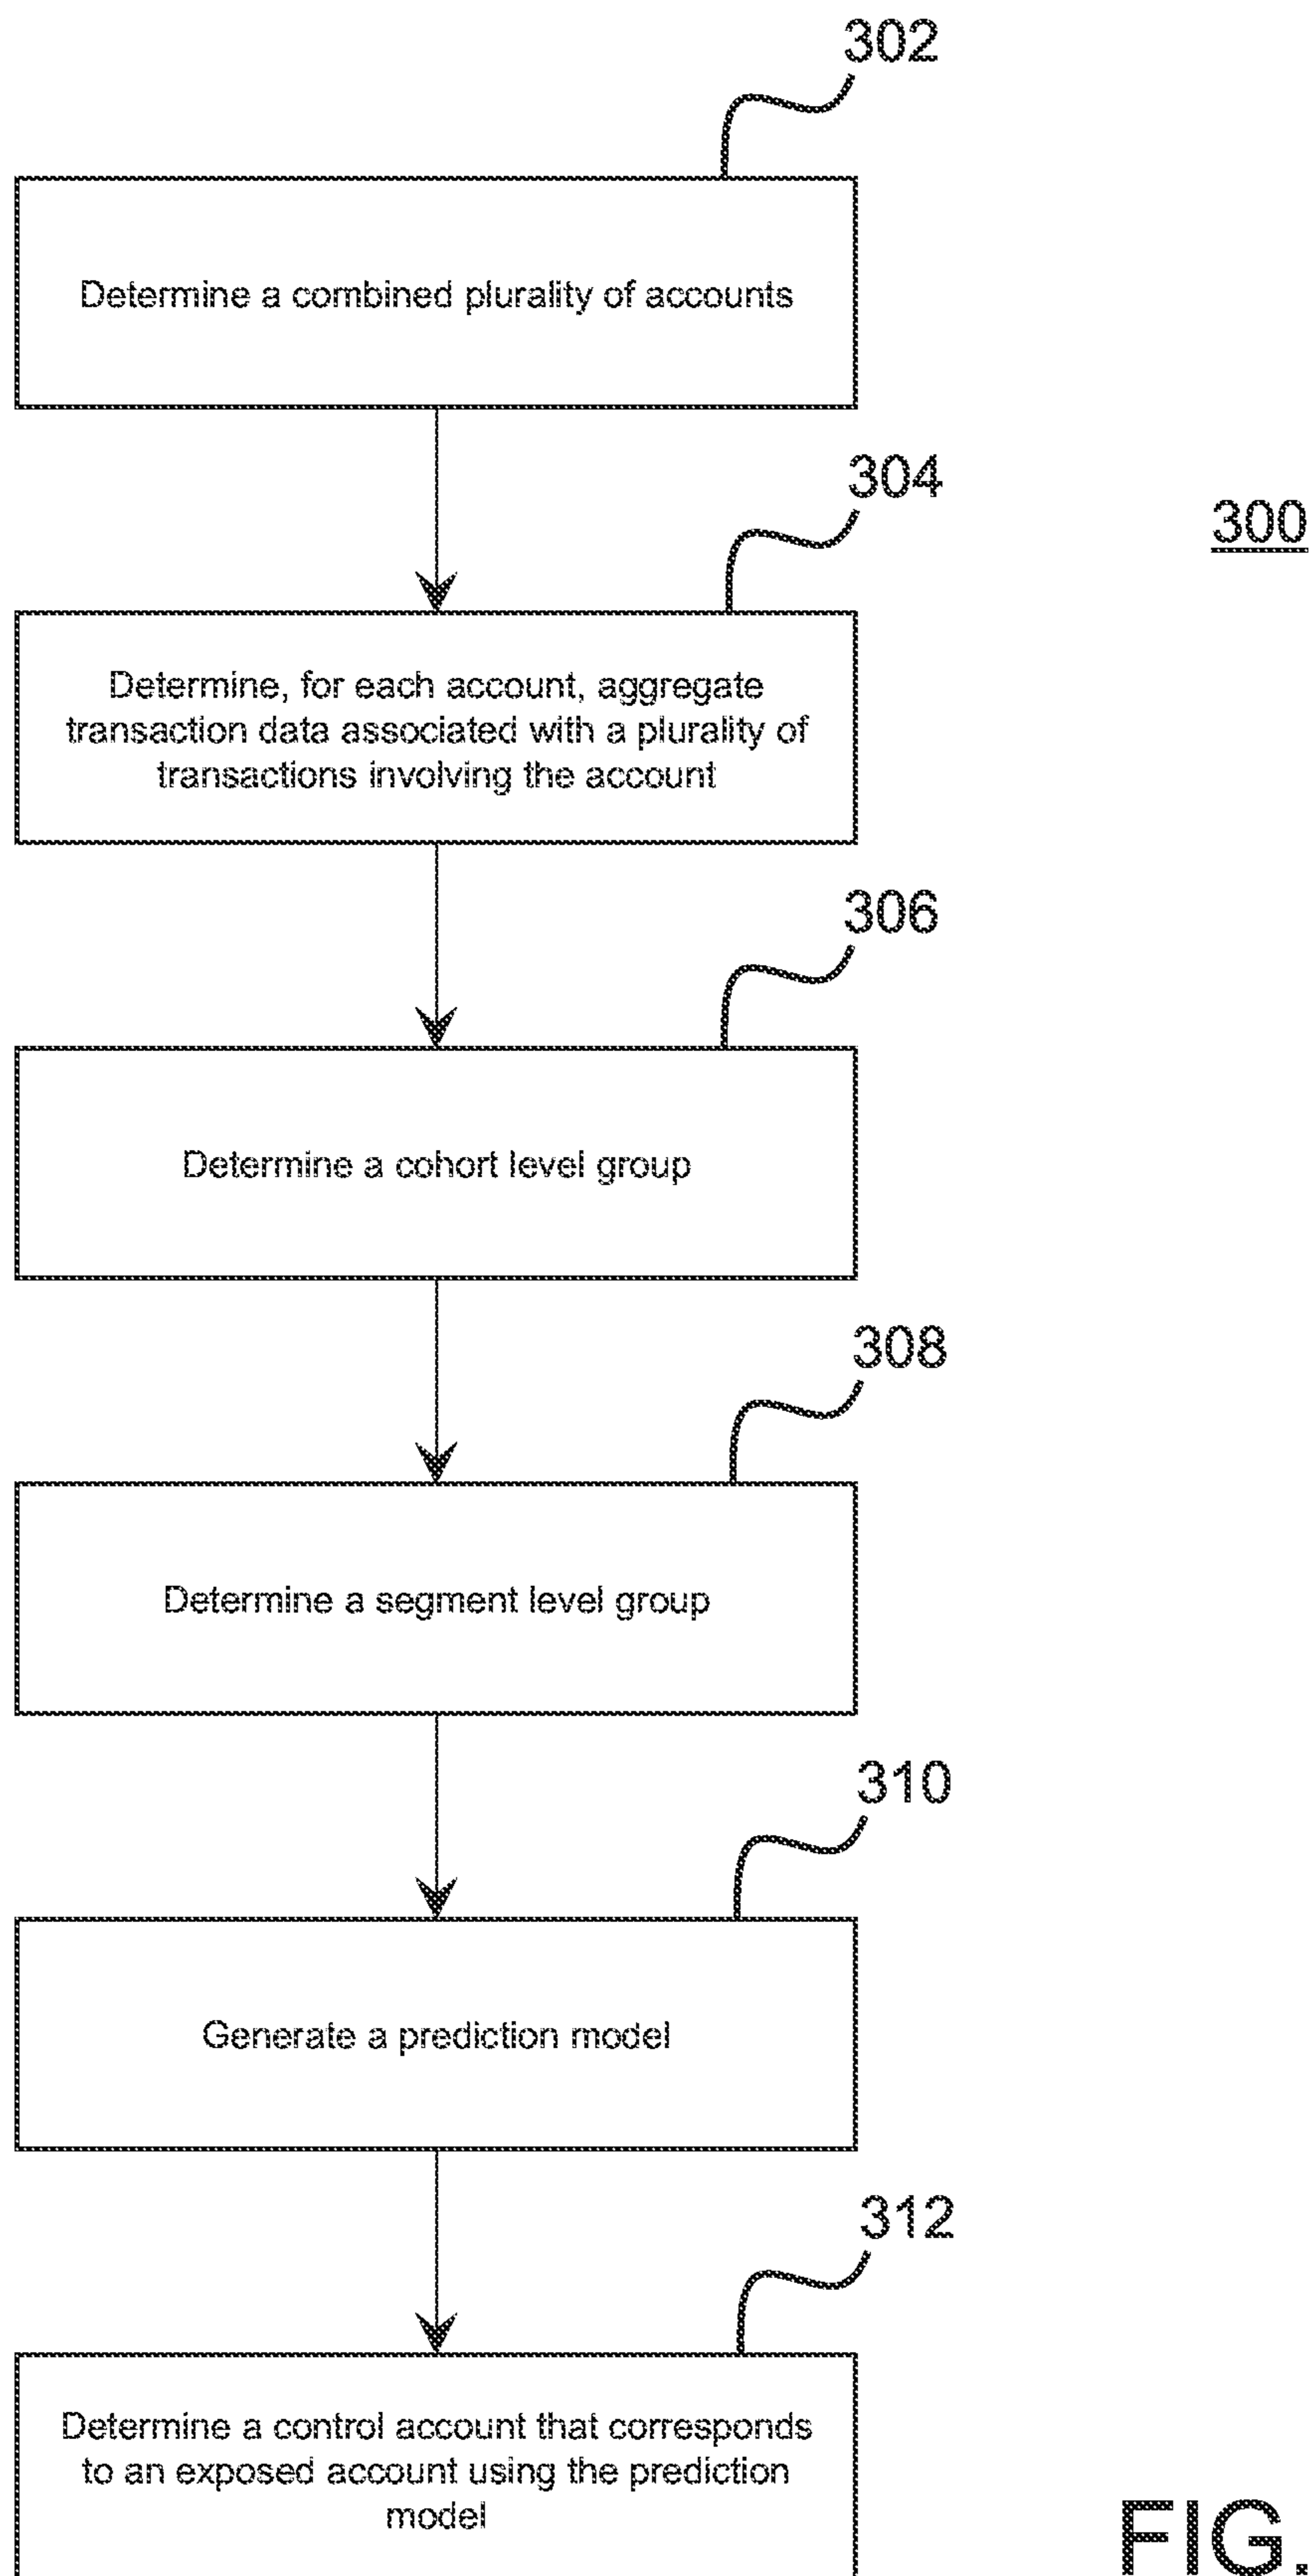 302
Determine a combined plurality of accounts
304
300
Determine, for each account, aggregate
transaction data associated with a plurality of
transactions involving the account
306
Determine a cohort level group
308
Determine a segment level group
310
Generate a prediction model
312
Determine a control account that corresponds
to an exposed account using the prediction
model
FIG.